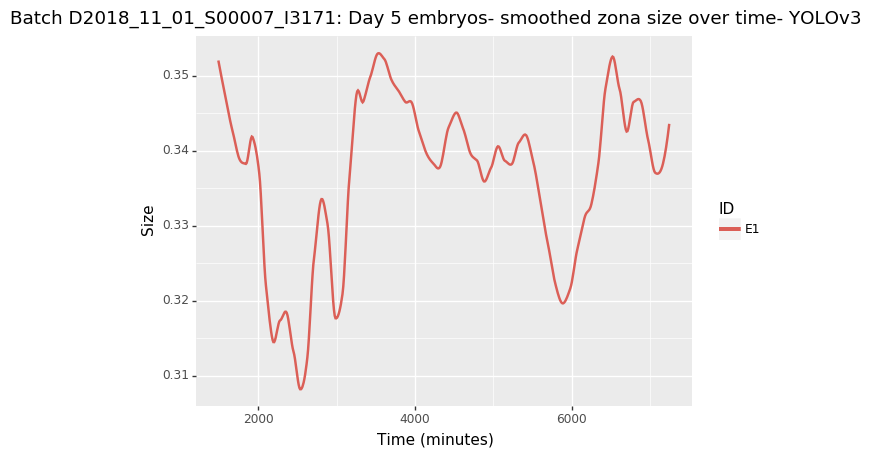 Batch D2018_11_01_S00007_I3171: Day 5 embryos- smoothed zona size over time- YOLOv3
0.35
0.34
0.33
0.32
0.31
Size
2000 4000 6000
Time (minutes)
ID
E1